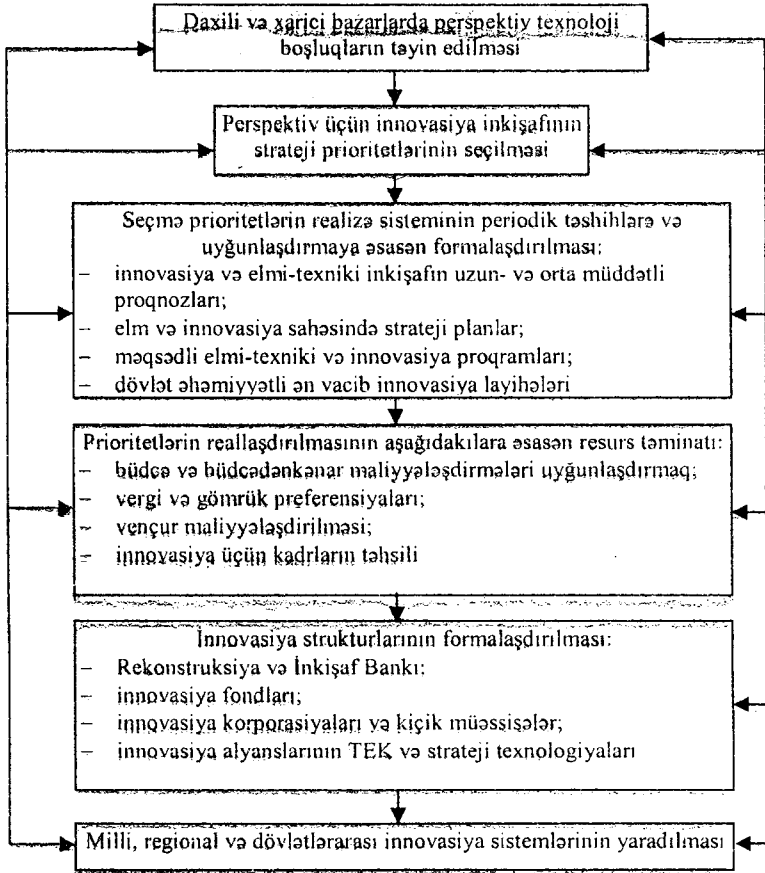 Daxili və xarici bazarlarda perspektiv texnoloji
boşluqların təyin edilməsi
Perspektiv üçün innovasiya inkişafının
strateji prioritetlərinin seçilməsi
Seçmə prioritetlərin realizə sisteminin periodik təshihlərə və
uyğunlaşdırmaya əsasən formalaşdırılması:
– innovasiya və elmi-texniki inkişafın uzun- və orta müddətli
proqnozları;
– elm və innovasiya sahəsində strateji planlar;
– məqsədli elmi-texniki və innovasiya proqramları;
– dövlət əhəmiyyətli ən vacib innovasiya layihələri
Prioritetlərin reallaşdırılmasının aşağıdakılara əsasən resurs təminatı:
– büdcə və büdcədənkənar maliyyələşdirmələri uyğunlaşdırmaq;
– vergi və gömrük preferensiyaları;
– vençur maliyyələşdirilməsi;
– innovasiya üçün kadrların təhsili
İnnovasiya strukturlarının formalaşdırılması:
– Rekonstruksiya və İnkişaf Bankı;
– innovasiya fondları;
– innovasiya korporasiyaları və kiçik müəssisələr;
– innovasiya alyanslarının TEK və strateji texnologiyaları
Milli, regional və dövlətlərarası innovasiya sistemlərinin yaradılması